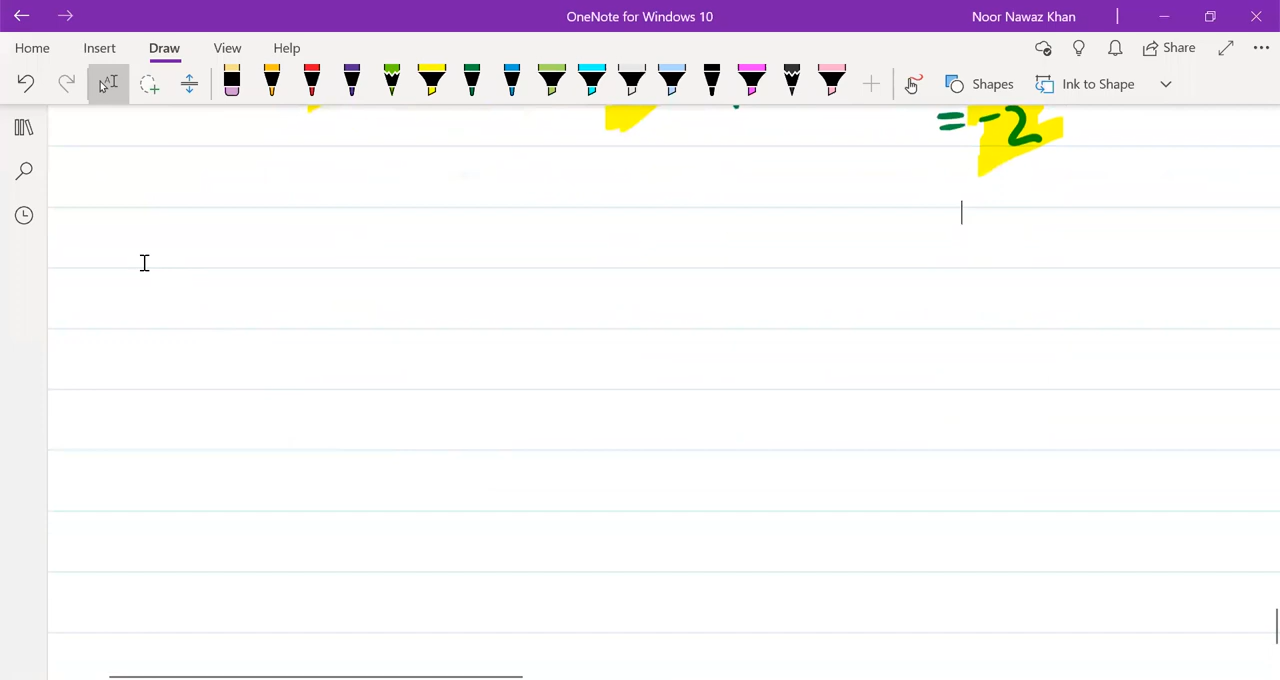 OneNote for Windows 10
Noor Nawaz Khan
Home Insert Draw View Help
Share
Shapes
Ink to Shape
= -2